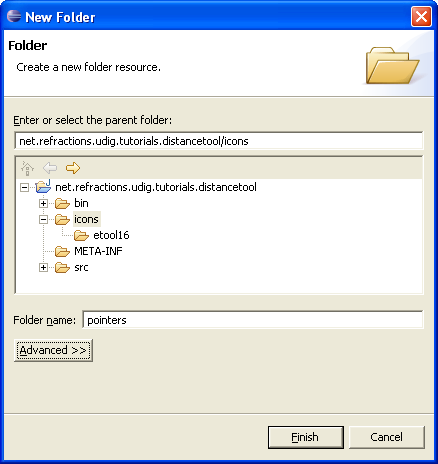 New Folder
Folder
Create a new folder resource.
Enter or select the parent folder:
net.refractions.udig.tutorials.distancetool/icons
net.refractions.udig.tutorials.distancetool
bin
icons
etool16
META-INF
src
Folder name: pointers
Advanced >>
Finish Cancel